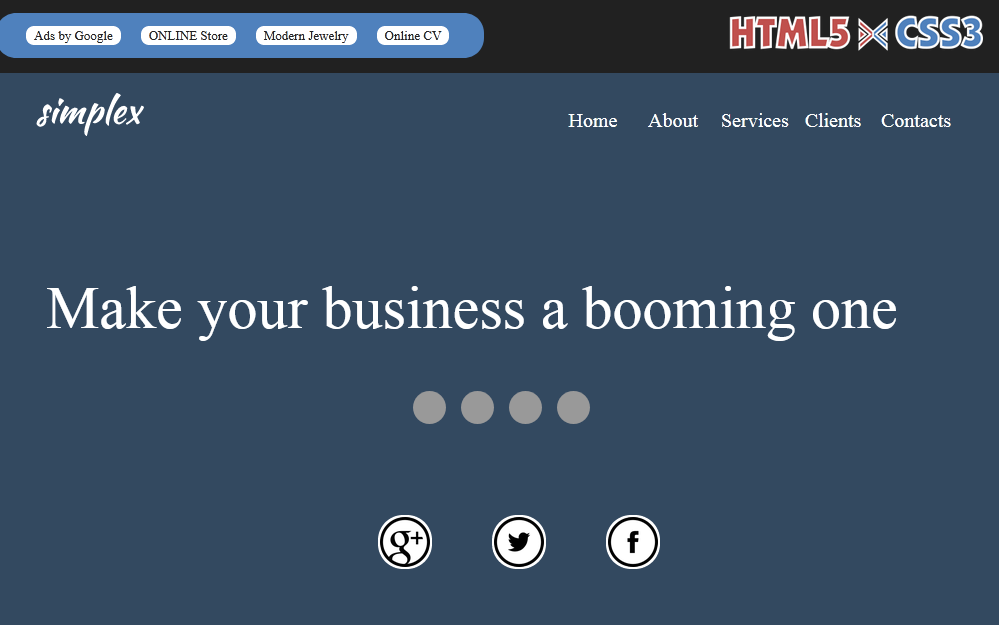 Ads by Google ONLINE Store Modern Jewelry Online CV HTML5 CSS3
simplex
Home About Services Clients Contacts
Make your business a booming one
g+ f